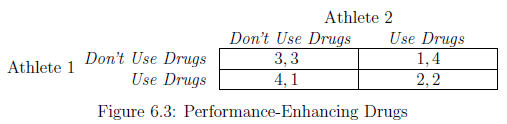 Athlete 2
Don't Use Drugs Use Drugs
Athlete 1 Don't Use Drugs 3, 3 1, 4
Use Drugs 4, 1 2, 2
Figure 6.3: Performance-Enhancing Drugs